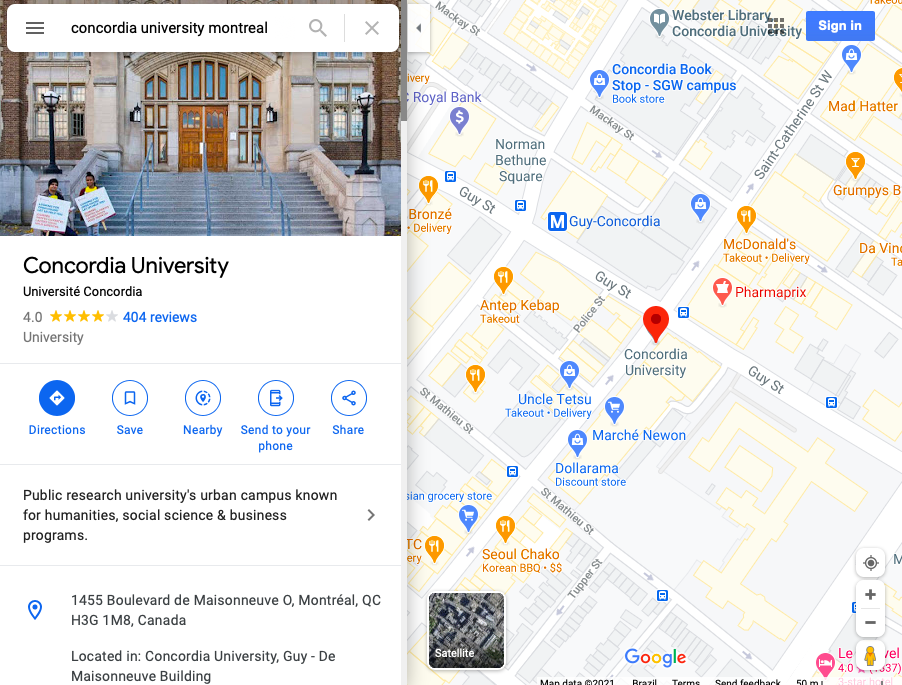 concordia university montreal
Concordia University
Université Concordia
4.0
404 reviews
University
Directions
Save
Nearby
Send to your
phone
Share
Public research university's urban campus known
for humanities, social science & business
programs.
1455 Boulevard de Maisonneuve O, Montréal, QC
H3G 1M8, Canada
Located in: Concordia University, Guy - De
Maisonneuve Building
Mackay St
Webster Library,
Concordia University
Sign in
Takeout
ivery
Concordia Book
Stop - SGW campus
Book store
Royal Bank
$
Mackay St
Saint-Catherine St W
Mad Hatter
Norman
Bethune
Square
Grumpys B
Guy St
Bronzé
• Delivery
M
Guy-Concordia
McDonald's
Takeout • Delivery
Da Vinc
Guy St
Pharmaprix
Antep Kebap
Takeout
Police St
Concordia
University
Guy St
Uncle Tetsu
Takeout • Delivery
St Mathieu St
Marché Newon
Dollarama
Discount store
sian grocery store
St Mathieu St
TC
ery
Seoul Chako
Korean BBQ • $$
Tupper St
M
Satellite
Google
4.0
3-star hotel
Map data ©2021
Brazil
Terms
Send feedback
50 m